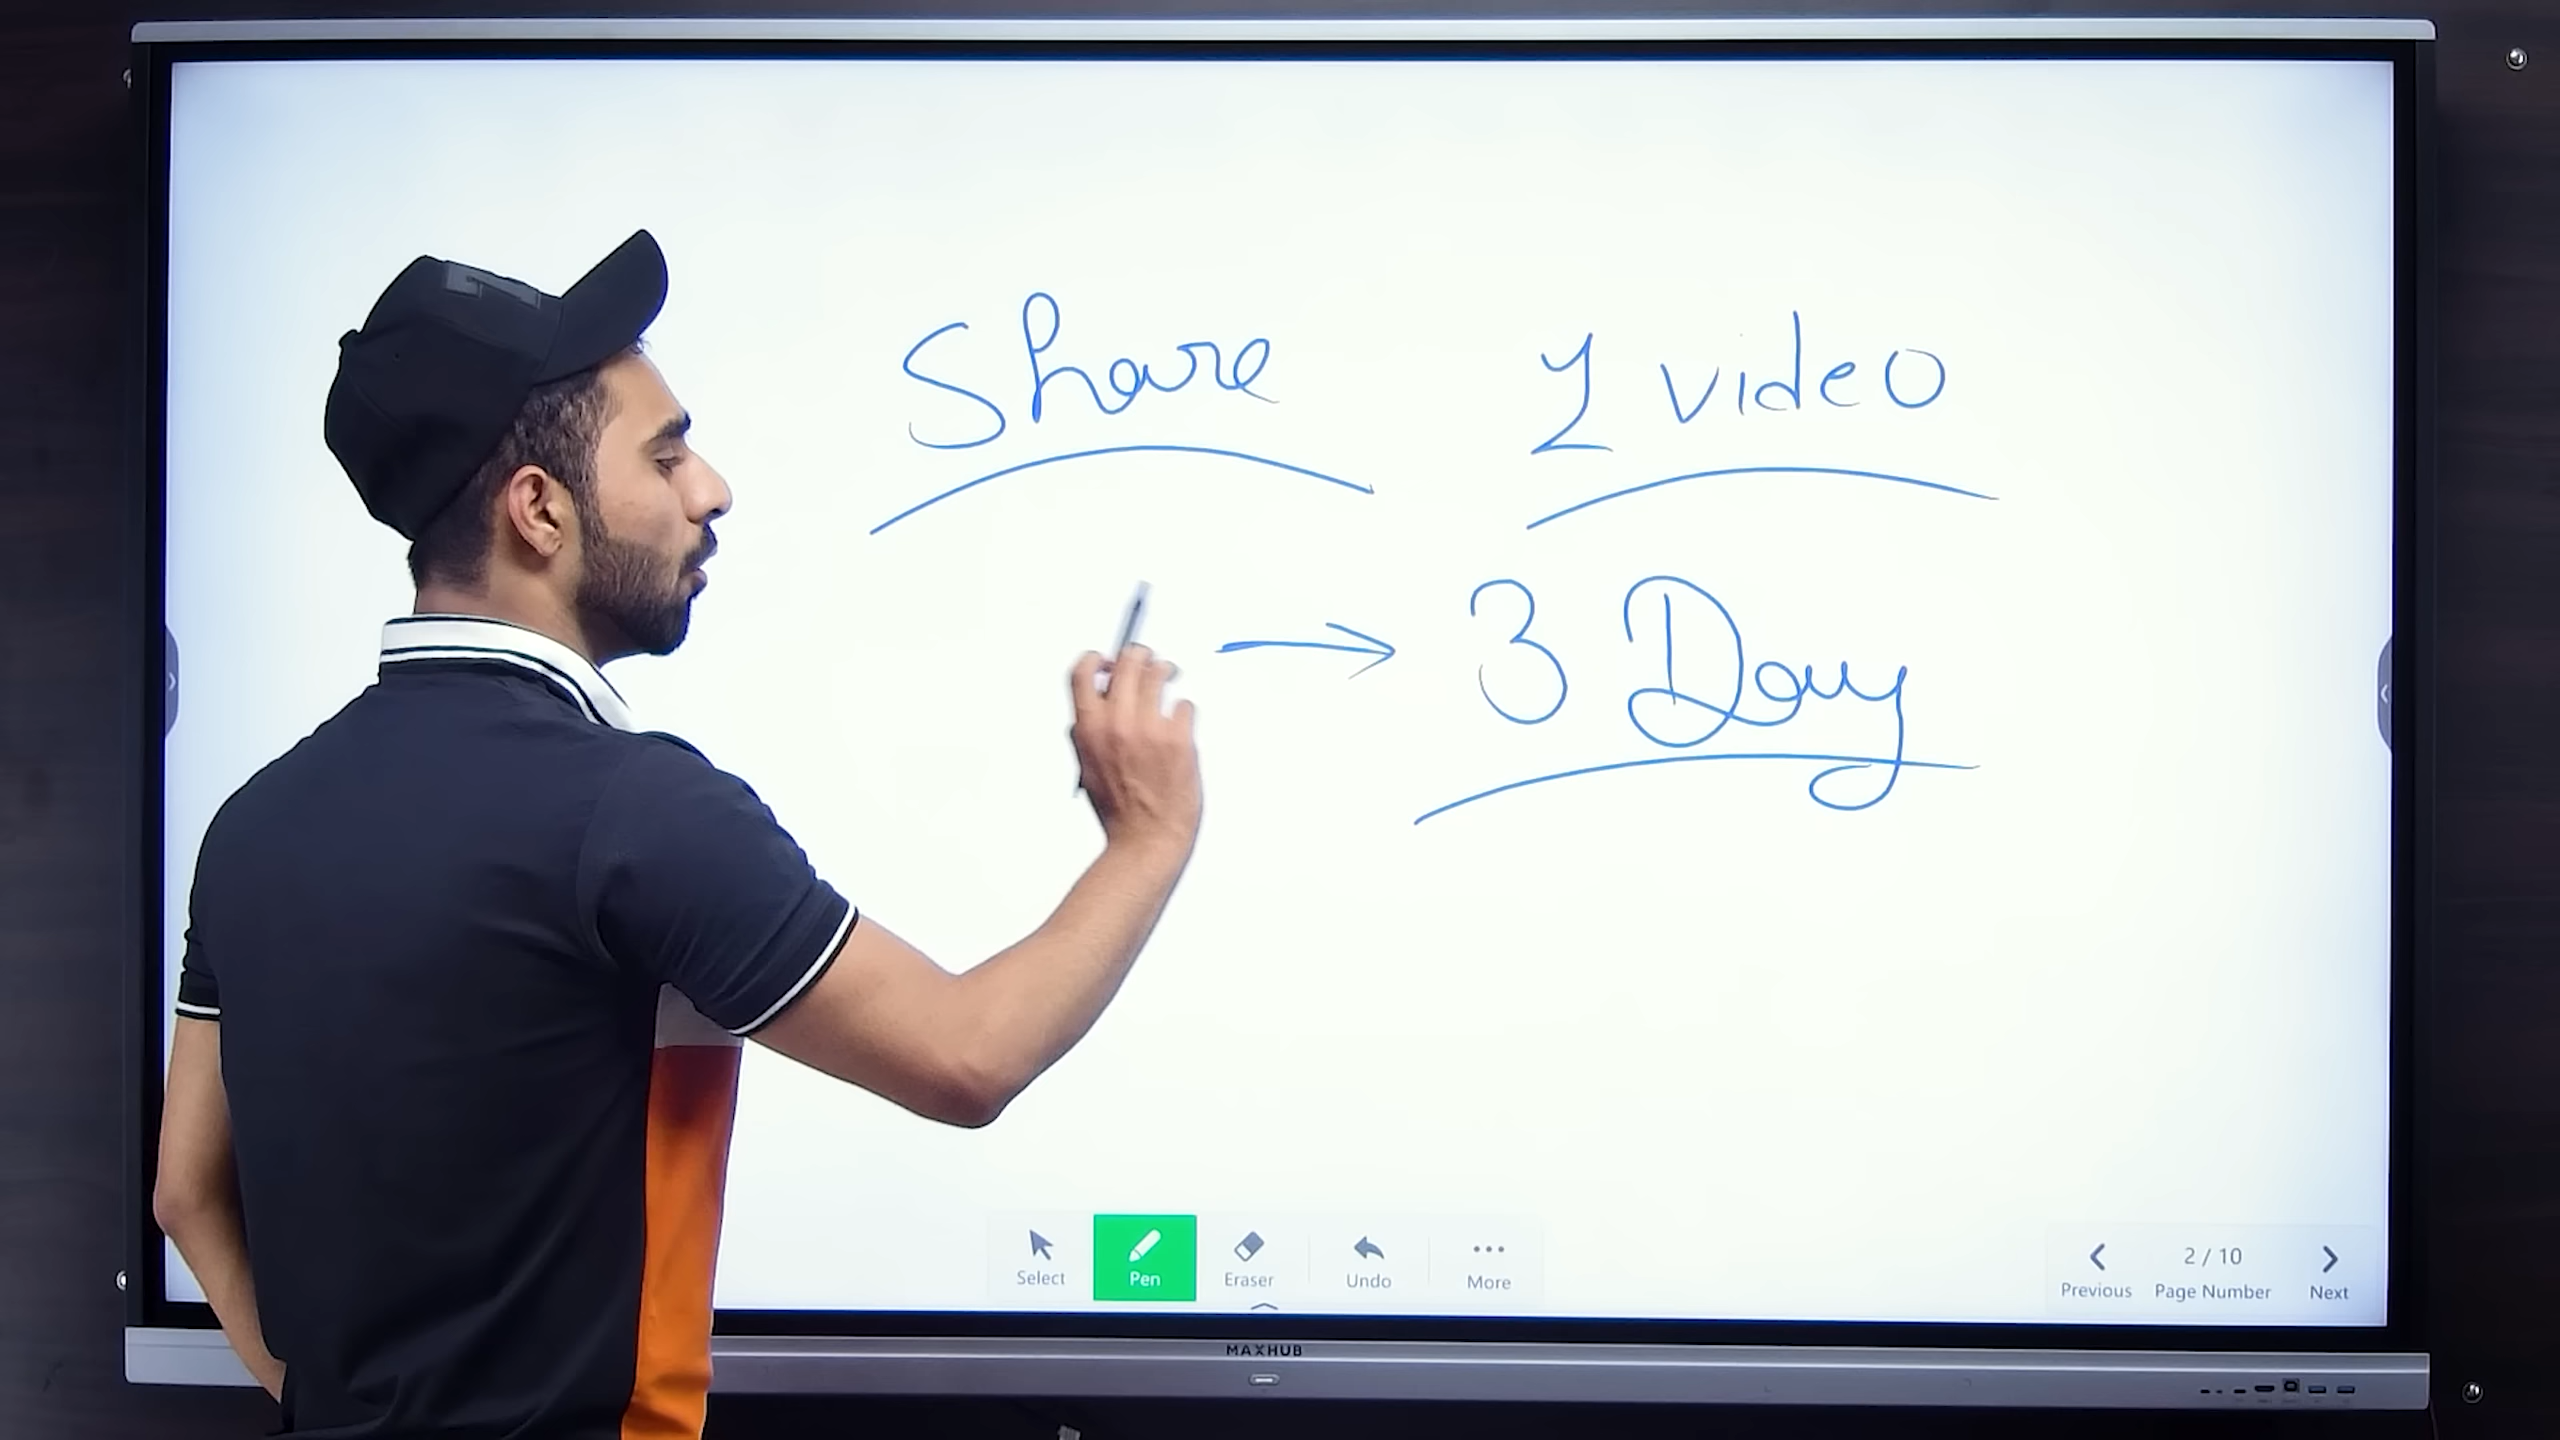 Share 1 video
→ 3 Day
Select Pen Eraser Undo More
2 / 10
Previous Page Number Next
MAXHUB